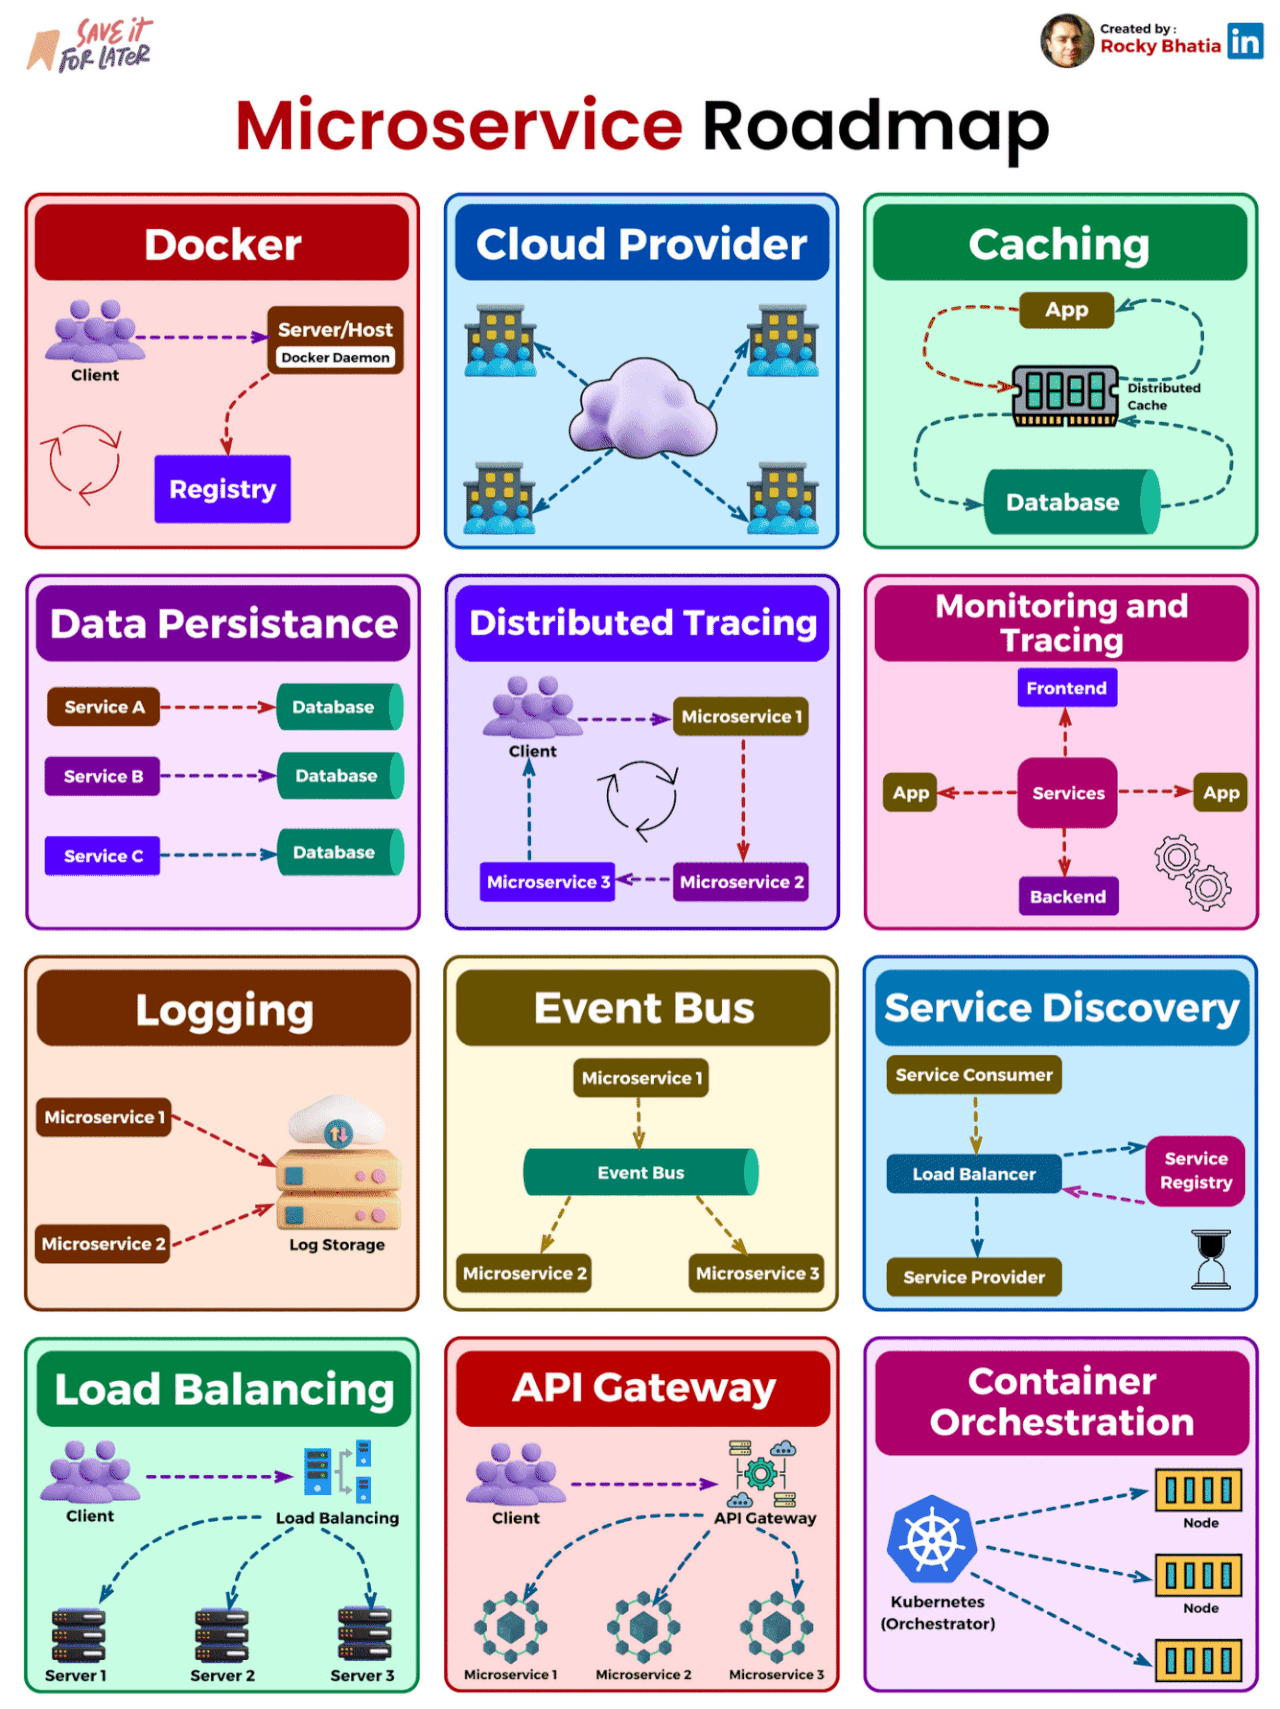 SAVE iT
FOR LATER
Created by :
Rocky Bhatia
in
Microservice Roadmap
Docker
Client
Server/Host
Docker Daemon
Registry
Cloud Provider
Caching
App
Distributed
Cache
Database
Data Persistance
Service A
Database
Service B
Database
Service C
Database
Distributed Tracing
Client
Microservice 1
Microservice 3
Microservice 2
Monitoring and
Tracing
Frontend
App
Services
App
Backend
Logging
Microservice 1
Microservice 2
Log Storage
Event Bus
Microservice 1
Event Bus
Microservice 2
Microservice 3
Service Discovery
Service Consumer
Load Balancer
Service
Registry
Service Provider
Load Balancing
Client
Load Balancing
Server 1
Server 2
Server 3
API Gateway
Client
API Gateway
Microservice 1
Microservice 2
Microservice 3
Container
Orchestration
Kubernetes
(Orchestrator)
Node
Node